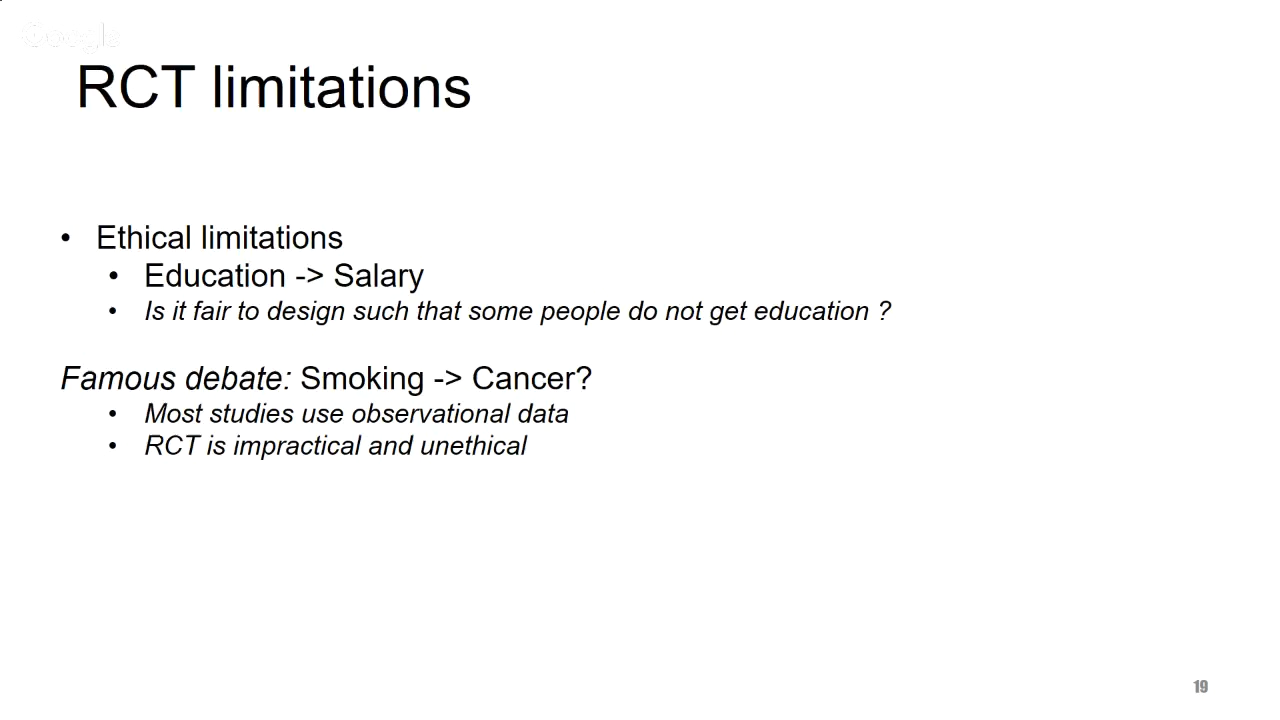 Google
RCT limitations
• Ethical limitations
• Education -> Salary
• Is it fair to design such that some people do not get education ?
Famous debate: Smoking -> Cancer?
• Most studies use observational data
• RCT is impractical and unethical
19